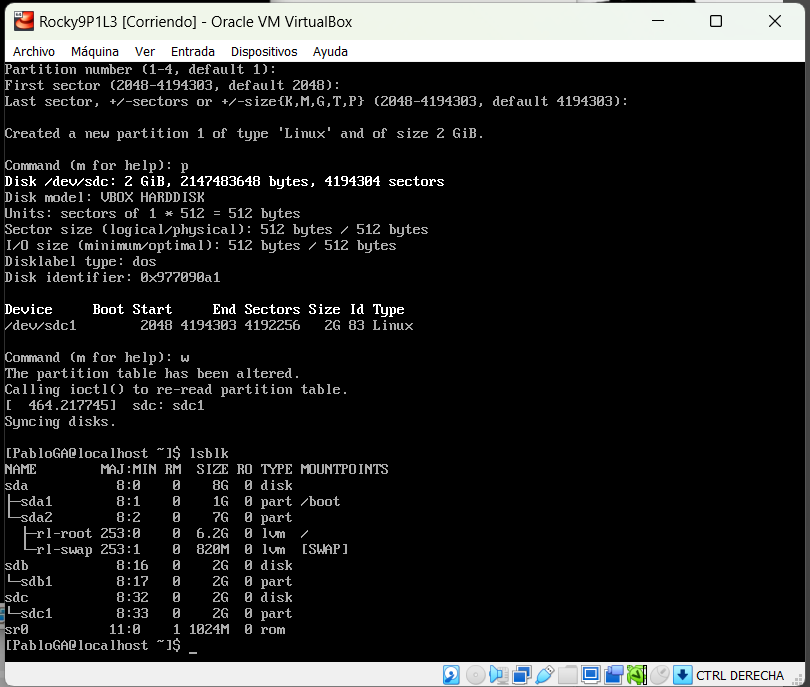 Rocky9P1L3 [Corriendo] - Oracle VM VirtualBox
Archivo Máquina Ver Entrada Dispositivos Ayuda
Partition number (1-4, default 1):
First sector (2048-4194303, default 2048):
Last sector, +/-sectors or +/-size{K,M,G,T,P} (2048-4194303, default 4194303):

Created a new partition 1 of type 'Linux' and of size 2 GiB.

Command (m for help): p
Disk /dev/sdc: 2 GiB, 2147483648 bytes, 4194304 sectors
Disk model: VBOX HARDDISK
Units: sectors of 1 * 512 = 512 bytes
Sector size (logical/physical): 512 bytes / 512 bytes
I/O size (minimum/optimal): 512 bytes / 512 bytes
Disklabel type: dos
Disk identifier: 0x977090a1

Device     Boot Start     End Sectors Size Id Type
/dev/sdc1        2048 4194303 4192256   2G 83 Linux

Command (m for help): w
The partition table has been altered.
Calling ioctl() to re-read partition table.
[  464.217745]  sdc: sdc1
Syncing disks.

[PabloGA@localhost ~]$ lsblk
NAME        MAJ:MIN RM  SIZE RO TYPE MOUNTPOINTS
sda           8:0    0    8G  0 disk
├─sda1        8:1    0    1G  0 part /boot
└─sda2        8:2    0    7G  0 part
  ├─rl-root 253:0    0  6.2G  0 lvm  /
  └─rl-swap 253:1    0  820M  0 lvm  [SWAP]
sdb           8:16   0    2G  0 disk
└─sdb1        8:17   0    2G  0 part
sdc           8:32   0    2G  0 disk
└─sdc1        8:33   0    2G  0 part
sr0          11:0    1 1024M  0 rom
[PabloGA@localhost ~]$ _
CTRL DERECHA